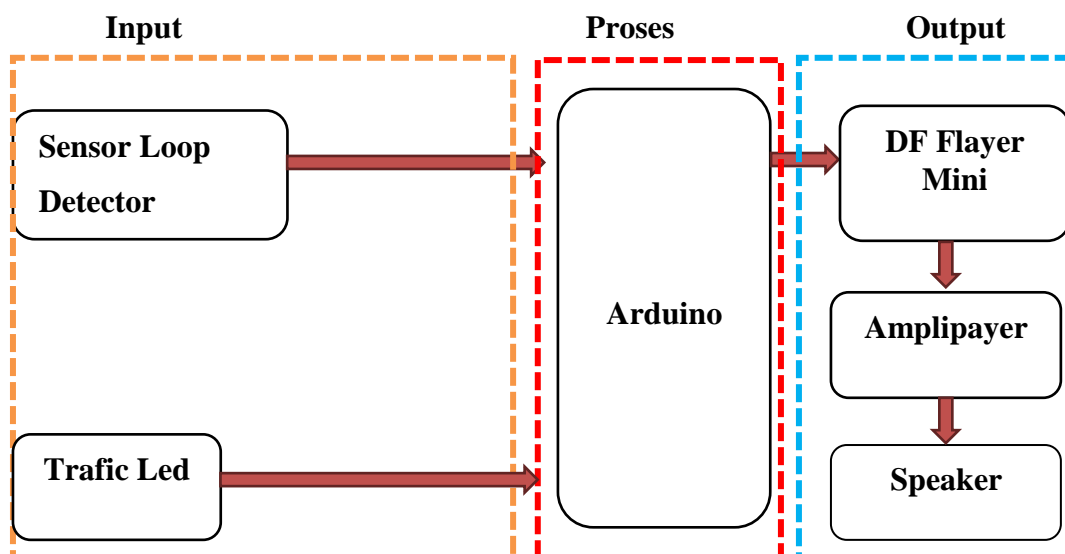 Input
Proses
Output
Sensor Loop
Detector
DF Flayer
Mini
Arduino
Amplipayer
Trafic Led
Speaker